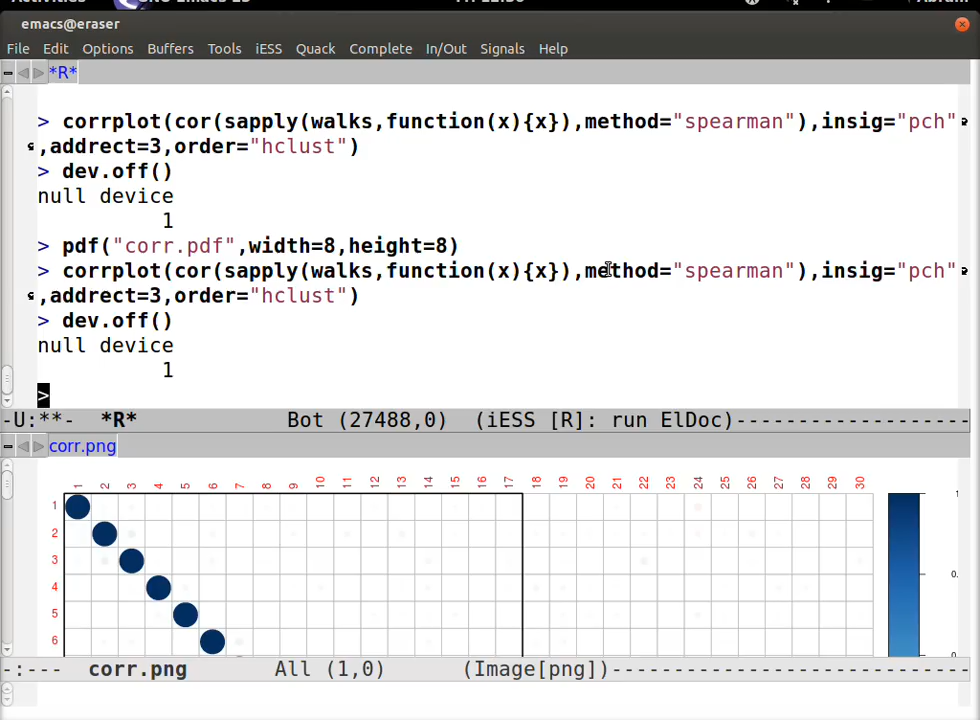 emacs@eraser
File Edit Options Buffers Tools iESS Quack Complete In/Out Signals Help
*R*
> corrplot(cor(sapply(walks,function(x){x}),method="spearman"),insig="pch"
,addrect=3,order="hclust")
> dev.off()
null device
1
> pdf("corr.pdf",width=8,height=8)
> corrplot(cor(sapply(walks,function(x){x}),method="spearman"),insig="pch"
,addrect=3,order="hclust")
> dev.off()
null device
1
>
-U:**- *R* Bot (27488,0) (iESS [R]: run ElDoc)-------------------
corr.png
1 2 3 4 5 6 7 8 9 10 11 12 13 14 15 16 17 18 19 20 21 22 23 24 25 26 27 28 29 30
1
2
3
4
5
6
1
0.
0.
-:--- corr.png All (1,0) (Image[png])-----------------------------